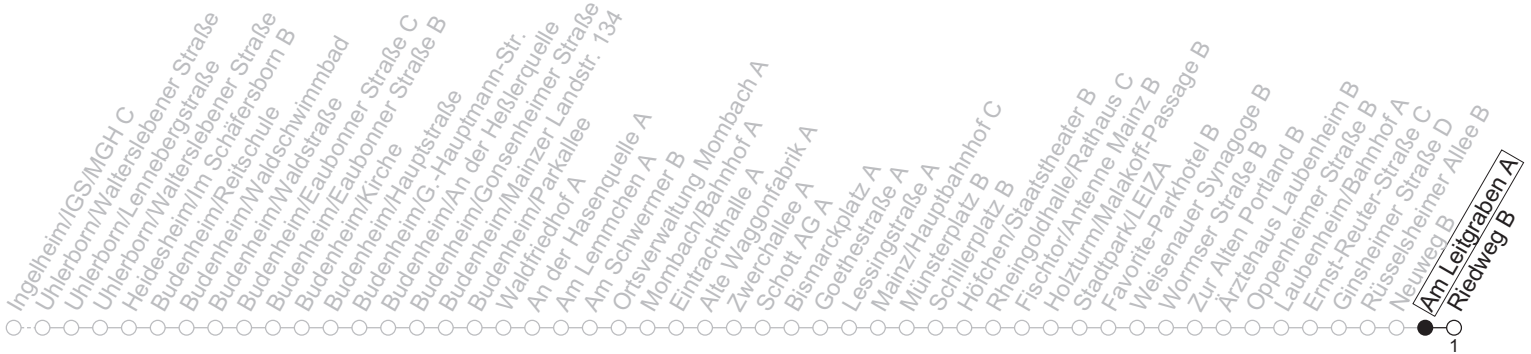 Ingelheim/IGS/MGH C
Uhlerborn/Walterslebener Straße
Uhlerborn/Lennebergstraße
Uhlerborn/Walterslebener Straße
Heidesheim/Im Schäfersborn B
Budenheim/Reitschule
Budenheim/Waldschwimmbad
Budenheim/Waldstraße
Budenheim/Eaubonner Straße C
Budenheim/Eaubonner Straße B
Budenheim/Kirche
Budenheim/Hauptstraße
Budenheim/G.-Hauptmann-Str.
Budenheim/An der Heßlerquelle
Budenheim/Gonsenheimer Straße
Budenheim/Mainzer Landstr. 134
Budenheim/Parkallee
Waldfriedhof A
An der Hasenquelle A
Am Lemmchen A
Am Schwermer B
Ortsverwaltung Mombach A
Mombach/Bahnhof A
Eintrachthalle A
Alte Waggonfabrik A
Zwerchallee A
Schott AG A
Bismarckplatz A
Goethestraße A
Lessingstraße A
Mainz/Hauptbahnhof C
Münsterplatz B
Schillerplatz B
Höfchen/Staatstheater B
Rheingoldhalle/Rathaus C
Fischtor/Antenne Mainz B
Holzturm/Malakoff-Passage B
Stadtpark/LEIZA
Favorite-Parkhotel B
Weisenauer Synagoge B
Wormser Straße B
Zur Alten Portland B
Ärztehaus Laubenheim B
Oppenheimer Straße B
Laubenheim/Bahnhof A
Ernst-Reuter-Straße C
Ginsheimer Straße D
Rüsselsheimer Allee B
Neuweg B
Am Leitgraben A
Riedweg B
1